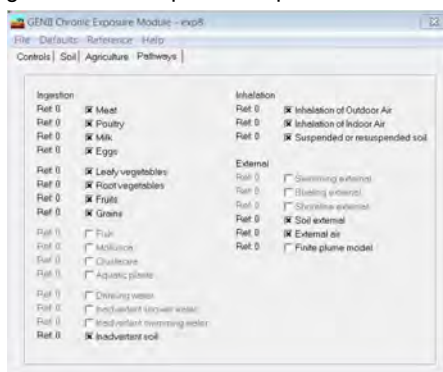 GENII Chronic Exposure Module - exp8
File Defaults Reference Help
Controls Soil Agriculture Pathways
Ingestion
Ref: 0 Meat
Ref: 0 Poultry
Ref: 0 Milk
Ref: 0 Eggs
Ref: 0 Leafy vegetables
Ref: 0 Root vegetables
Ref: 0 Fruits
Ref: 0 Grains
Ref: 0 Fish
Ref: 0 Molluscs
Ref: 0 Crustacea
Ref: 0 Aquatic plants
Ref: 0 Drinking water
Ref: 0 Inadvertent shower water
Ref: 0 Inadvertent swimming water
Ref: 0 Inadvertent soil
Inhalation
Ref: 0 Inhalation of Outdoor Air
Ref: 0 Inhalation of Indoor Air
Ref: 0 Suspended or resuspended soil
External
Ref: 0 Swimming external
Ref: 0 Boating external
Ref: 0 Shoreline external
Ref: 0 Soil external
Ref: 0 External air
Ref: 0 Finite plume model